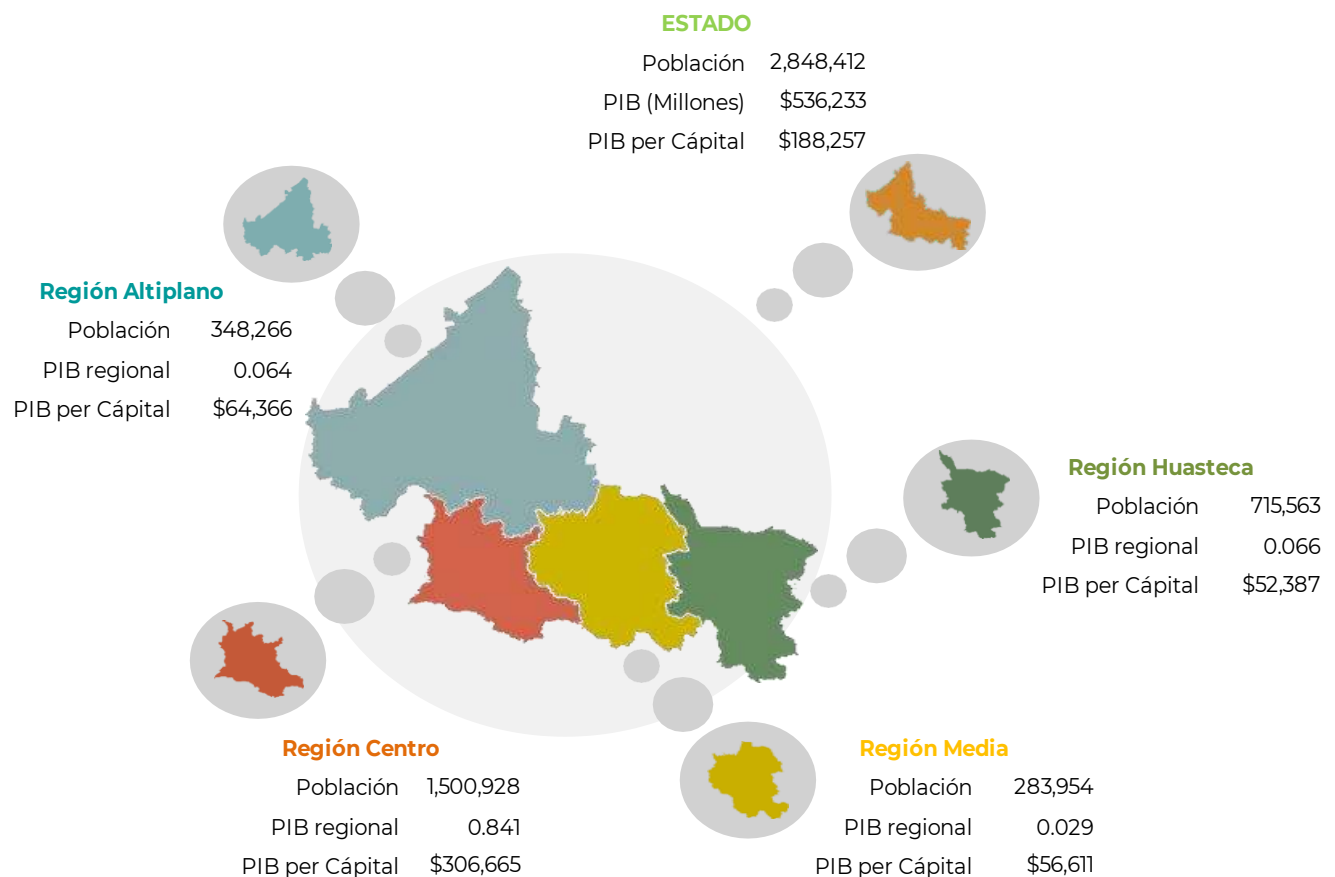 ESTADO
Población 2,848,412
PIB (Millones) $536,233
PIB per Cápital $188,257
Región Altiplano
Población 348,266
PIB regional 0.064
PIB per Cápital $64,366
Región Huasteca
Población 715,563
PIB regional 0.066
PIB per Cápital $52,387
Región Centro
Población 1,500,928
PIB regional 0.841
PIB per Cápital $306,665
Región Media
Población 283,954
PIB regional 0.029
PIB per Cápital $56,611